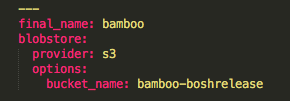 ---
final_name: bamboo
blobstore:
  provider: s3
  options:
    bucket_name: bamboo-boshrelease